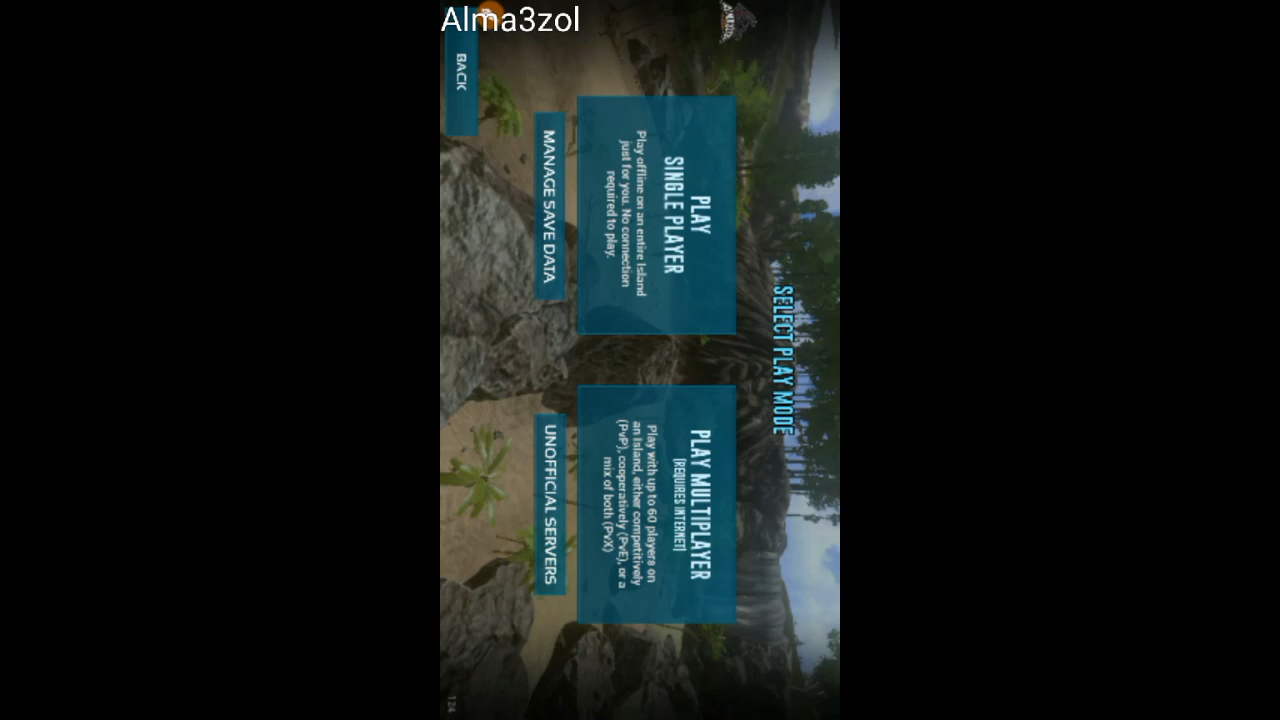 Alma3zol
SELECT PLAY MODE
PLAY
SINGLE PLAYER
Play offline on an entire Island
just for you. No connection
required to play.
MANAGE SAVE DATA
PLAY MULTIPLAYER
(REQUIRES INTERNET)
Play with up to 60 players on
an Island, either competitively
(PvP), cooperatively (PvE), or a
mix of both (PvX)
UNOFFICIAL SERVERS
BACK
124